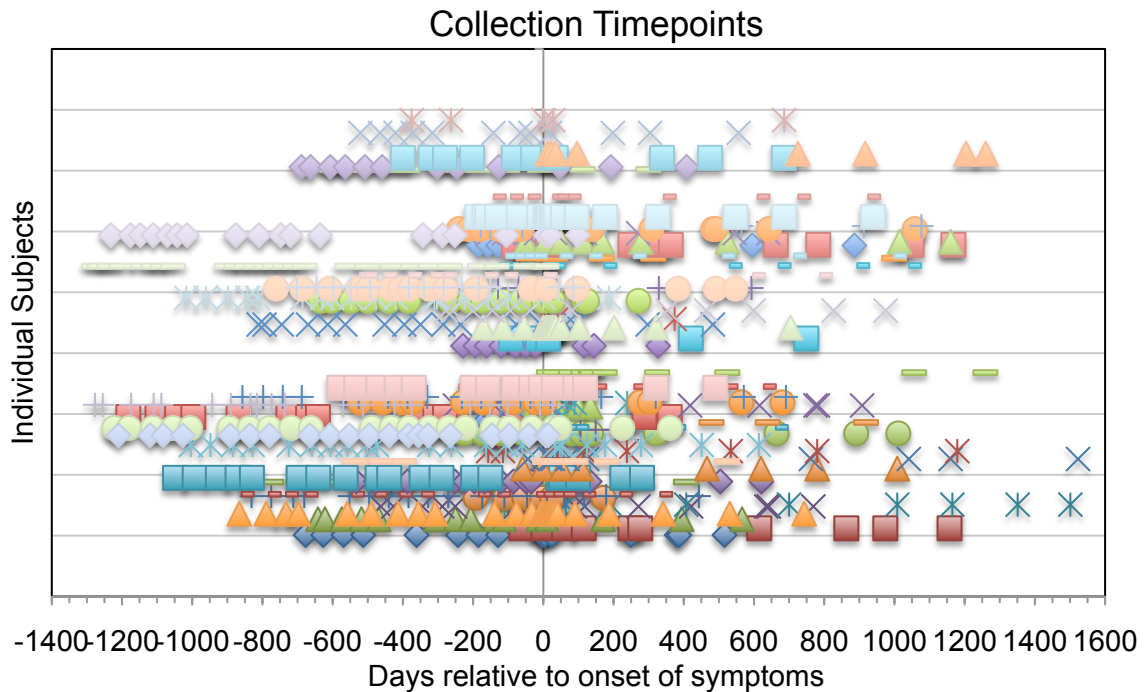 Collection Timepoints
Individual Subjects
-1400 -1200 -1000 -800 -600 -400 -200 0 200 400 600 800 1000 1200 1400 1600
Days relative to onset of symptoms